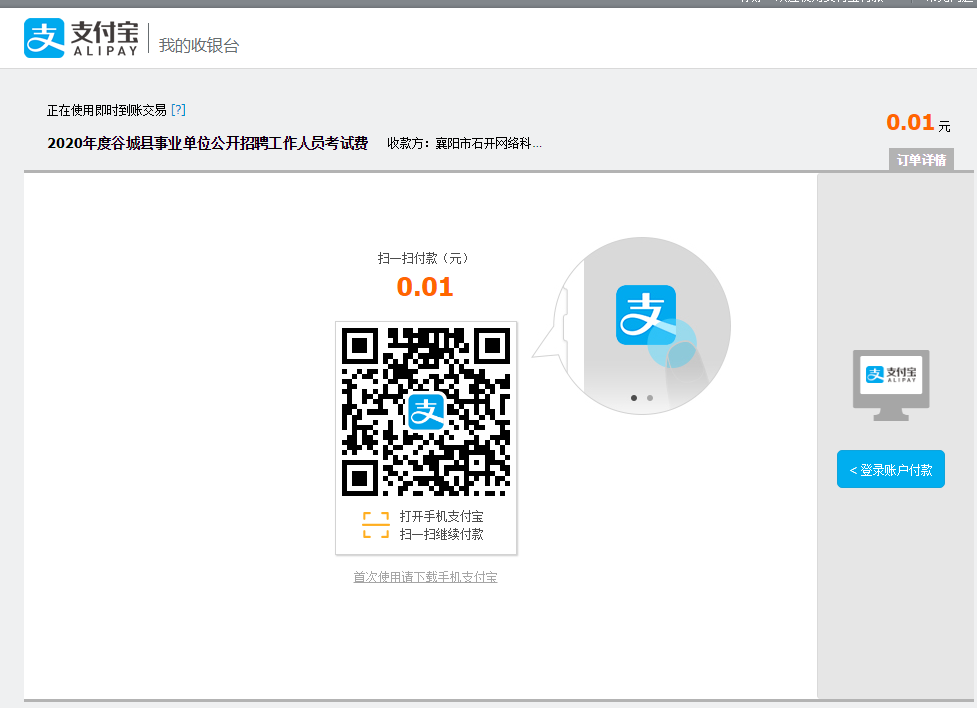 支付宝
ALIPAY
我的收银台
正在使用即时到账交易 [?]
2020年度谷城县事业单位公开招聘工作人员考试费 收款方：襄阳市石开网络科...
0.01 元
订单详情
扫一扫付款（元）
0.01
支
支
打开手机支付宝
扫一扫继续付款
首次使用请下载手机支付宝
支付宝
ALIPAY
< 登录账户付款